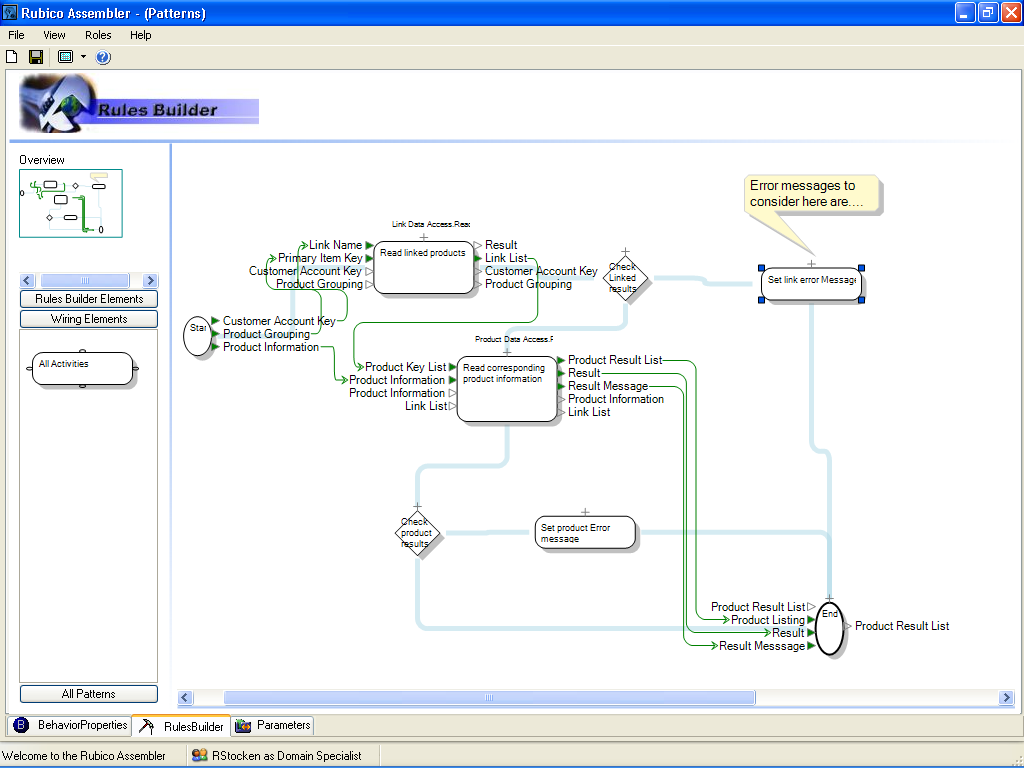 Rubico Assembler - (Patterns)
File View Roles Help
Rules Builder
Overview
Rules Builder Elements
Wiring Elements
All Activities
All Patterns
Error messages to
consider here are....
Link Data Access.Read
Link Name
Primary Item Key
Customer Account Key
Product Grouping
Read linked products
Result
Link List
Customer Account Key
Product Grouping
Check
Linked
results
Set link error Message
Star
Customer Account Key
Product Grouping
Product Information
Product Data Access.F
Product Key List
Product Information
Product Information
Link List
Read corresponding
product information
Product Result List
Result
Result Message
Product Information
Link List
Check
product
results
Set product Error
message
Product Result List
Product Listing
Result
Result Messsage
End
Product Result List
BehaviorProperties
RulesBuilder
Parameters
Welcome to the Rubico Assembler
RStocken as Domain Specialist